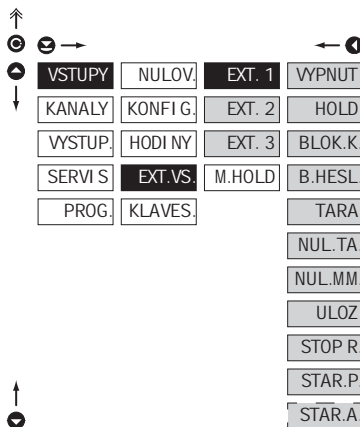 VSTUPY NULOV. EXT. 1 VYPNUT
KANALY KONFIG. EXT. 2 HOLD
VYSTUP. HODINY EXT. 3 BLOK.K.
SERVIS EXT.VS. M.HOLD B.HESL.
PROG. KLAVES. TARA
NUL.TA.
NUL.MM.
ULOZ
STOP R.
STAR.P.
STAR.A.